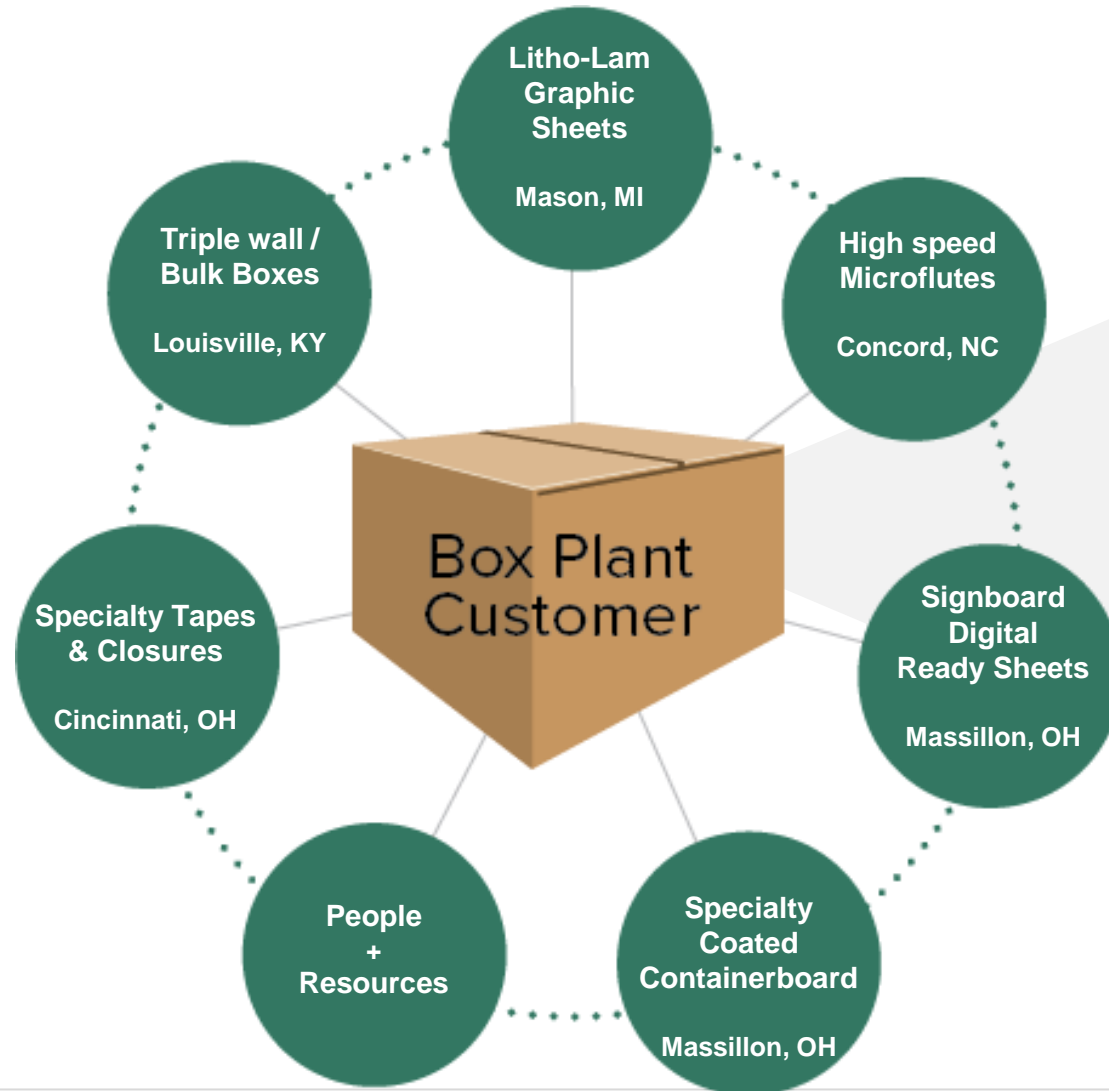 Litho-Lam
Graphic
Sheets
Mason, MI
Triple wall /
Bulk Boxes
Louisville, KY
High speed
Microflutes
Concord, NC
Box Plant
Customer
Specialty Tapes
& Closures
Cincinnati, OH
Signboard
Digital
Ready Sheets
Massillon, OH
People
+
Resources
Specialty
Coated
Containerboard
Massillon, OH